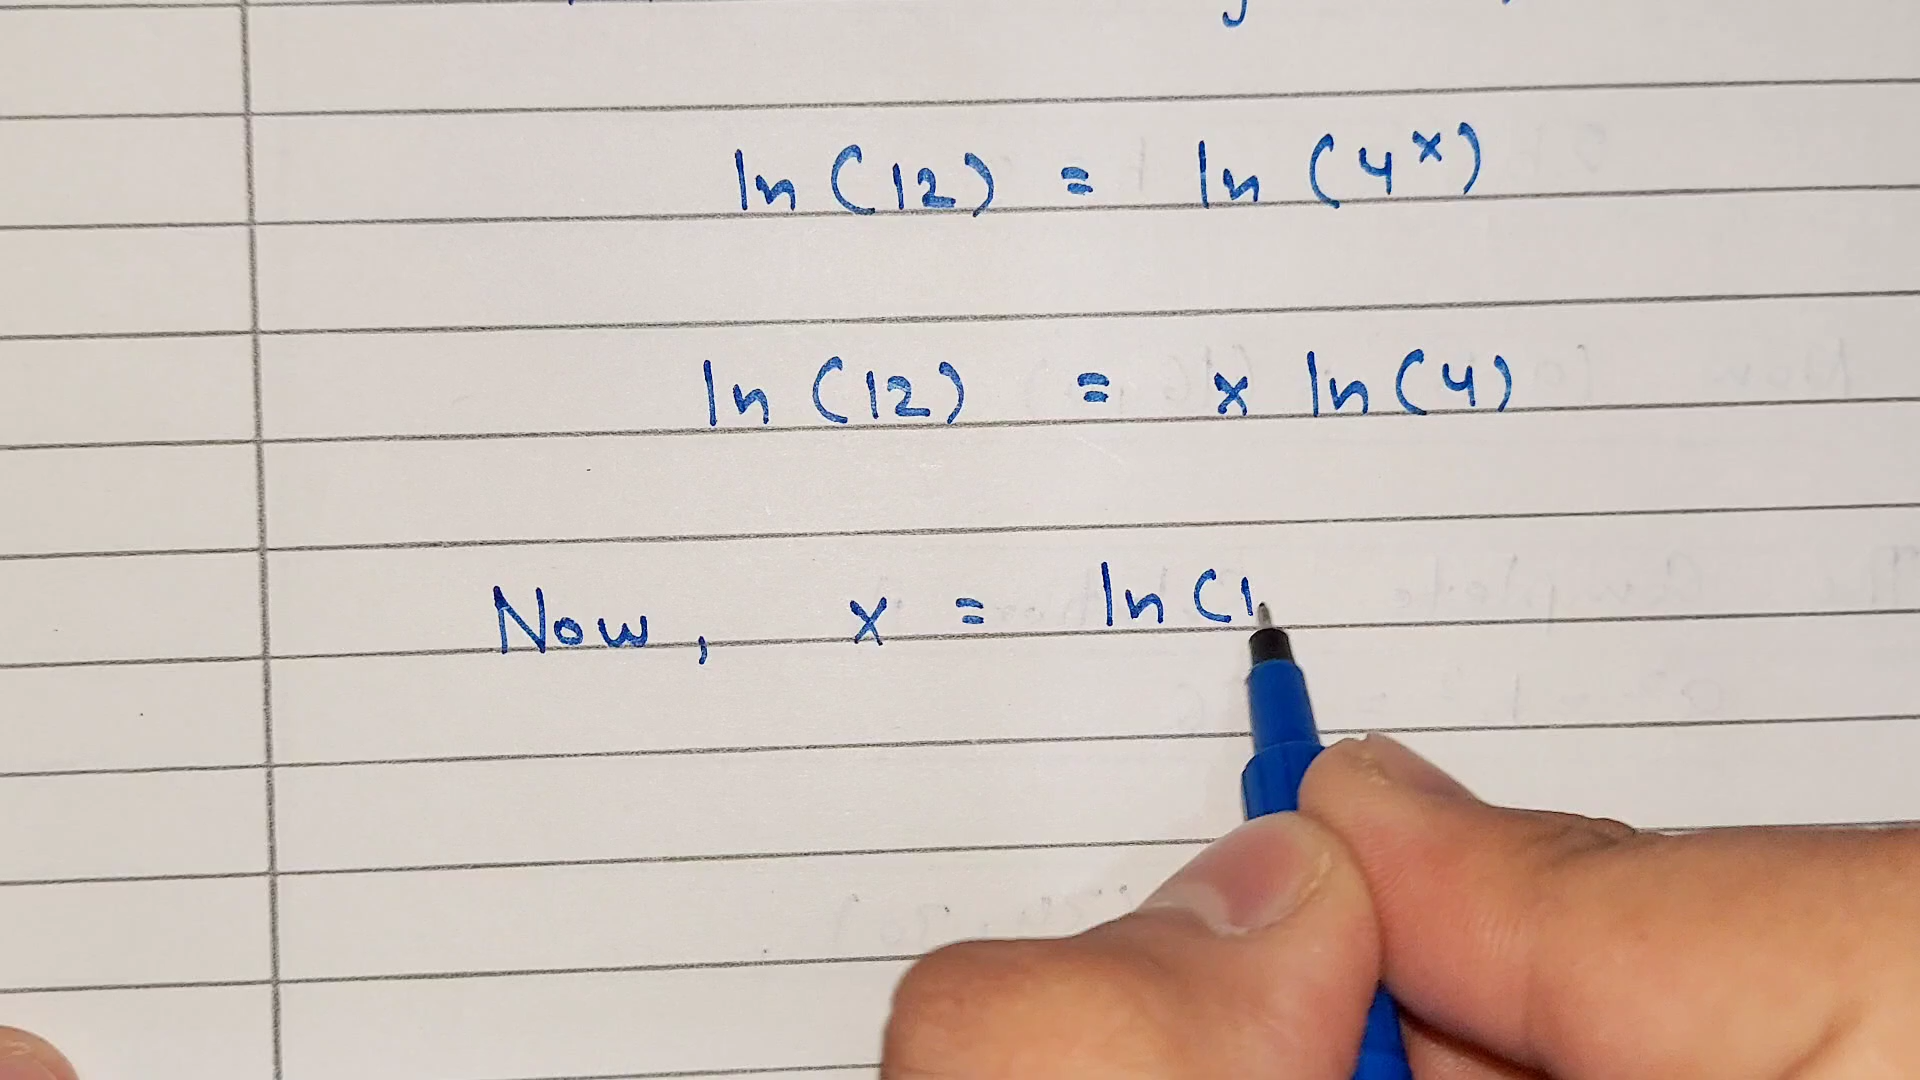 ln (12) = ln (4^x)
ln (12) = x ln (4)
Now, x = ln (1